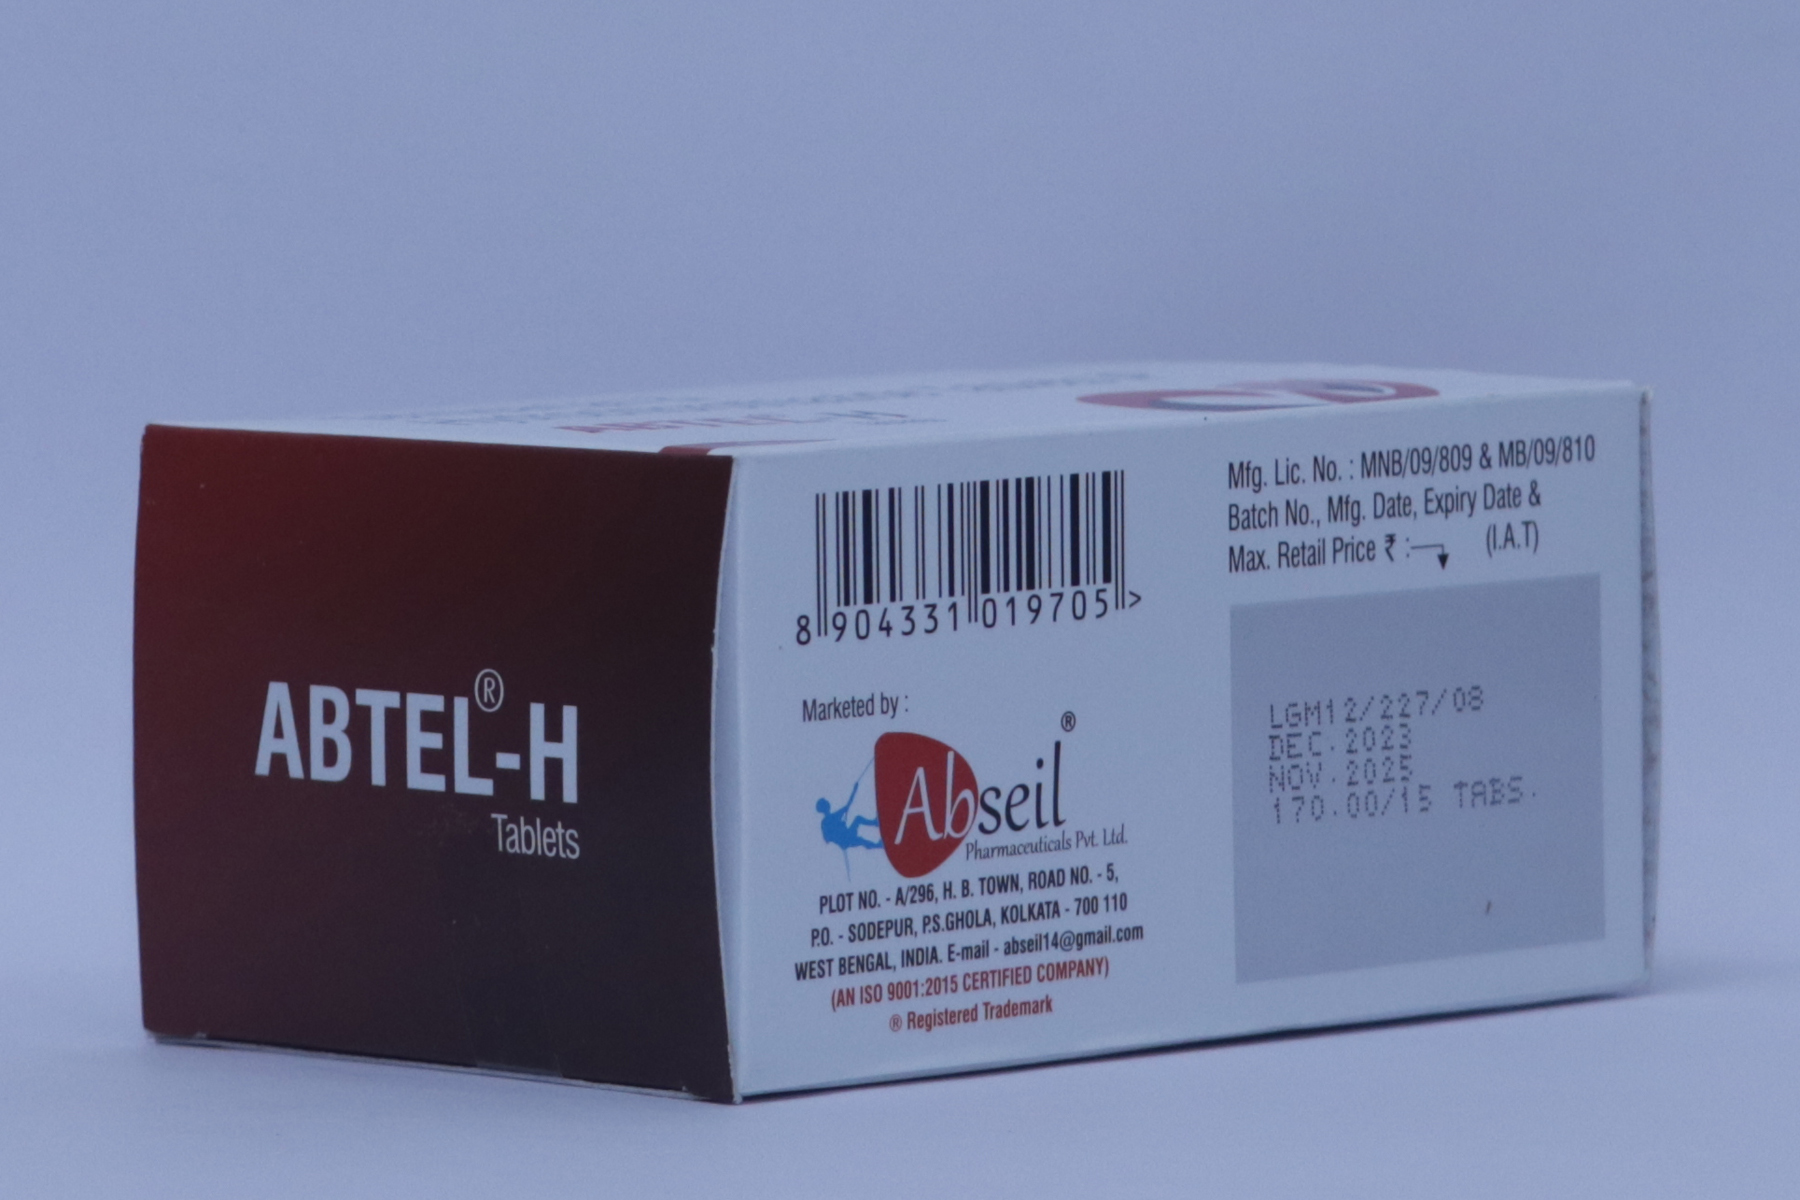 ABTEL®-H
Tablets
ABTEL-H
8 904331 019705 >
Marketed by :
Abseil®
Pharmaceuticals Pvt. Ltd.
PLOT NO. - A/296, H. B. TOWN, ROAD NO. - 5,
P.O. - SODEPUR, P.S.GHOLA, KOLKATA - 700 110
WEST BENGAL, INDIA. E-mail - abseil14@gmail.com
(AN ISO 9001:2015 CERTIFIED COMPANY)
® Registered Trademark
Mfg. Lic. No. : MNB/09/809 & MB/09/810
Batch No., Mfg. Date, Expiry Date &
Max. Retail Price ₹ : (I.A.T)
LGM12/227/08
DEC.2023
NOV.2025
170.00/15 TABS.